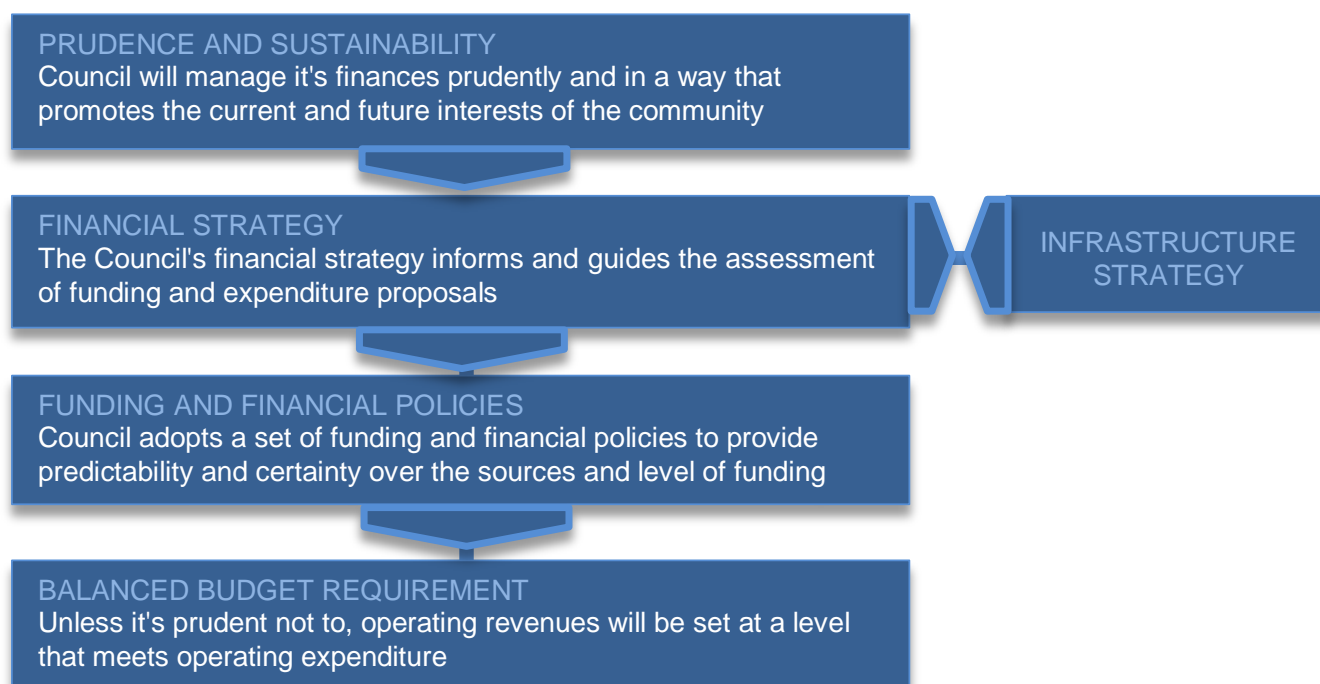 PRUDENCE AND SUSTAINABILITY
Council will manage it's finances prudently and in a way that
promotes the current and future interests of the community
FINANCIAL STRATEGY
The Council's financial strategy informs and guides the assessment
of funding and expenditure proposals
INFRASTRUCTURE
STRATEGY
FUNDING AND FINANCIAL POLICIES
Council adopts a set of funding and financial policies to provide
predictability and certainty over the sources and level of funding
BALANCED BUDGET REQUIREMENT
Unless it's prudent not to, operating revenues will be set at a level
that meets operating expenditure